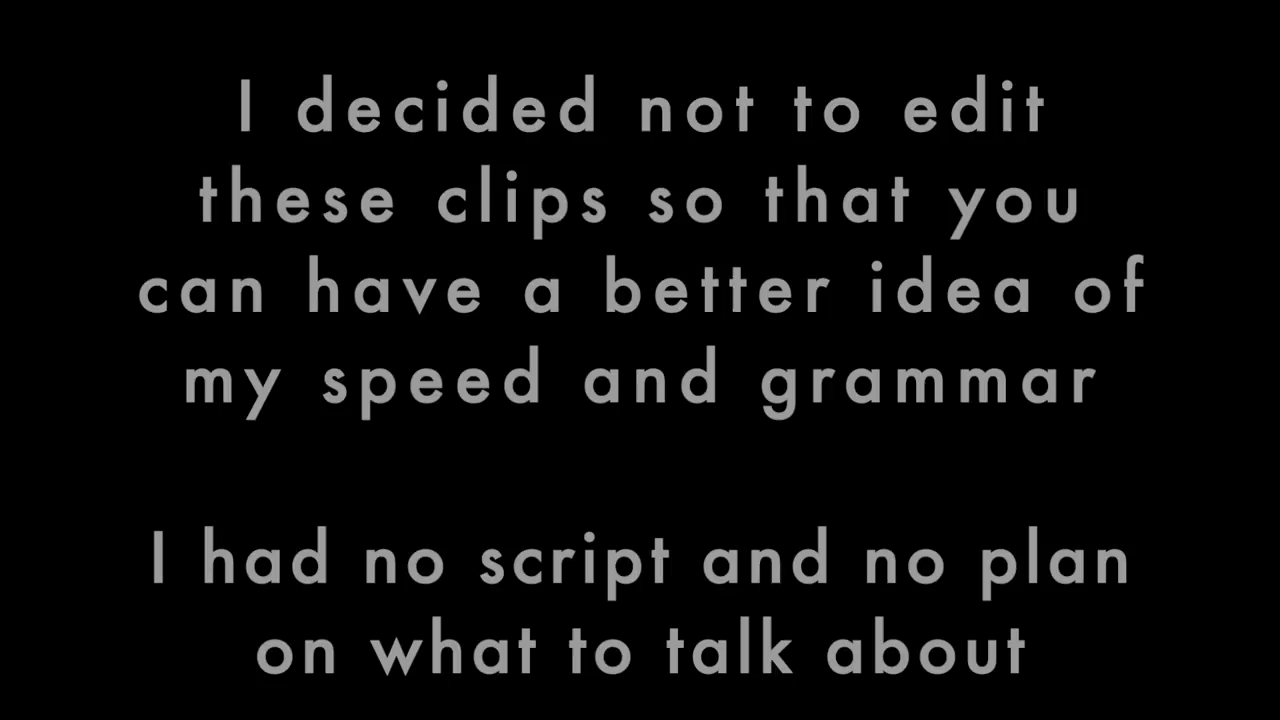 I decided not to edit
these clips so that you
can have a better idea of
my speed and grammar
I had no script and no plan
on what to talk about